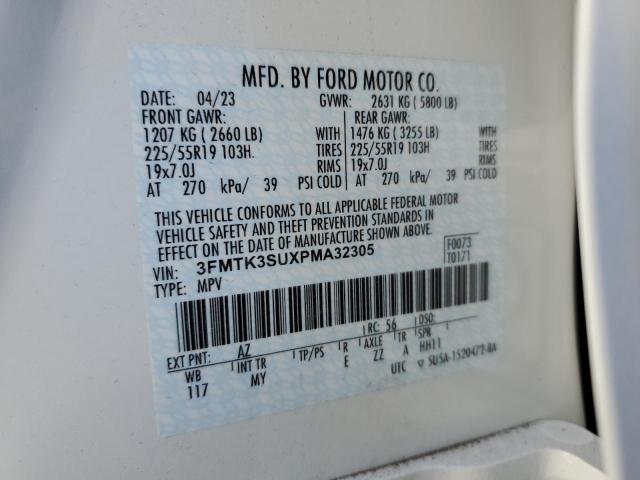 MFD. BY FORD MOTOR CO.
DATE: 04/23 GVWR: 2631 KG ( 5800 LB)
FRONT GAWR: REAR GAWR:
1207 KG ( 2660 LB) WITH 1476 KG ( 3255 LB) WITH
225/55R19 103H TIRES 225/55R19 103H TIRES
19x7.0J RIMS 19x7.0J RIMS
AT 270 kPa/ 39 PSI COLD AT 270 kPa/ 39 PSI COLD
THIS VEHICLE CONFORMS TO ALL APPLICABLE FEDERAL MOTOR
VEHICLE SAFETY AND THEFT PREVENTION STANDARDS IN
EFFECT ON THE DATE OF MANUFACTURE SHOWN ABOVE.
VIN: 3FMTK3SUXPMA32305 F0073
TYPE: MPV T0171
EXT PNT: AZ RC: 56 DSO:
WB INT TR TP/PS R AXLE TR SPR
117 MY E ZZ A HH11
UTC ▽ 5USA-1520472-BA